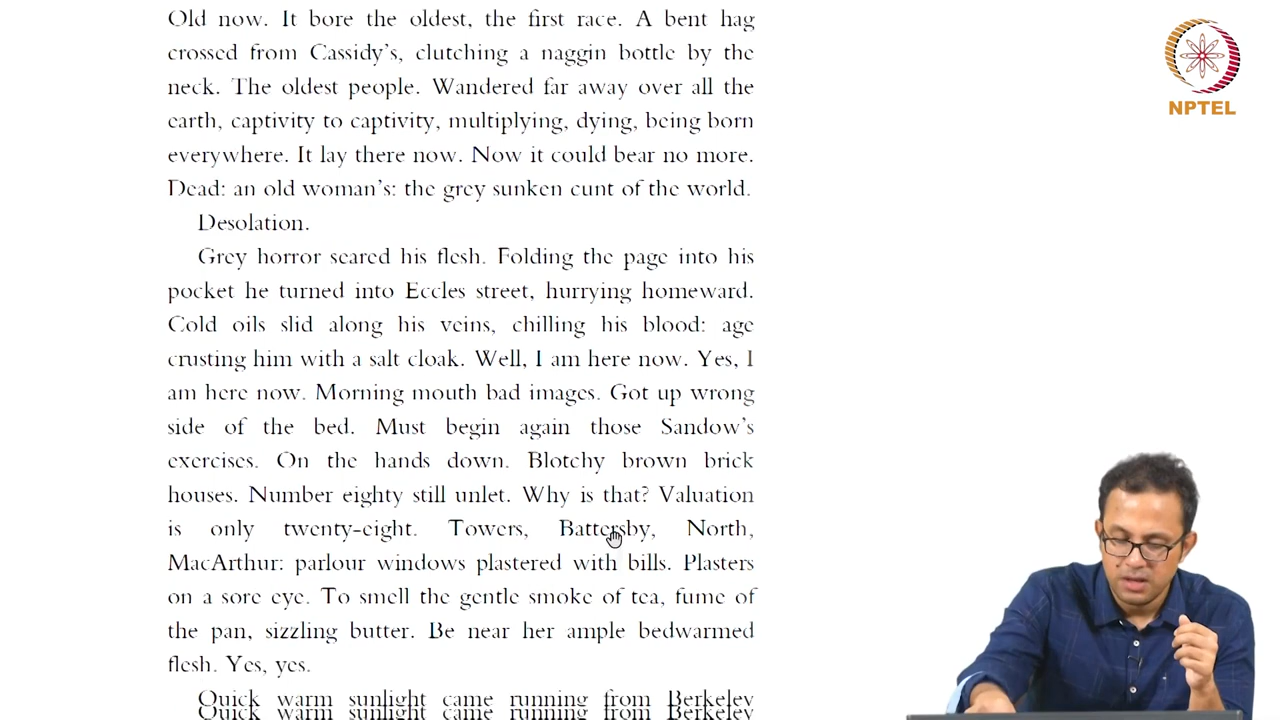 Old now. It bore the oldest, the first race. A bent hag
crossed from Cassidy's, clutching a naggin bottle by the
neck. The oldest people. Wandered far away over all the
earth, captivity to captivity, multiplying, dying, being born
everywhere. It lay there now. Now it could bear no more.
Dead: an old woman's: the grey sunken cunt of the world.
Desolation.
Grey horror seared his flesh. Folding the page into his
pocket he turned into Eccles street, hurrying homeward.
Cold oils slid along his veins, chilling his blood: age
crusting him with a salt cloak. Well, I am here now. Yes, I
am here now. Morning mouth bad images. Got up wrong
side of the bed. Must begin again those Sandow's
exercises. On the hands down. Blotchy brown brick
houses. Number eighty still unlet. Why is that? Valuation
is only twenty-eight. Towers, Battersby, North,
MacArthur: parlour windows plastered with bills. Plasters
on a sore eye. To smell the gentle smoke of tea, fume of
the pan, sizzling butter. Be near her ample bedwarmed
flesh. Yes, yes.
Quick warm sunlight came running from Berkeley
Quick warm sunlight came running from Berkeley
NPTEL